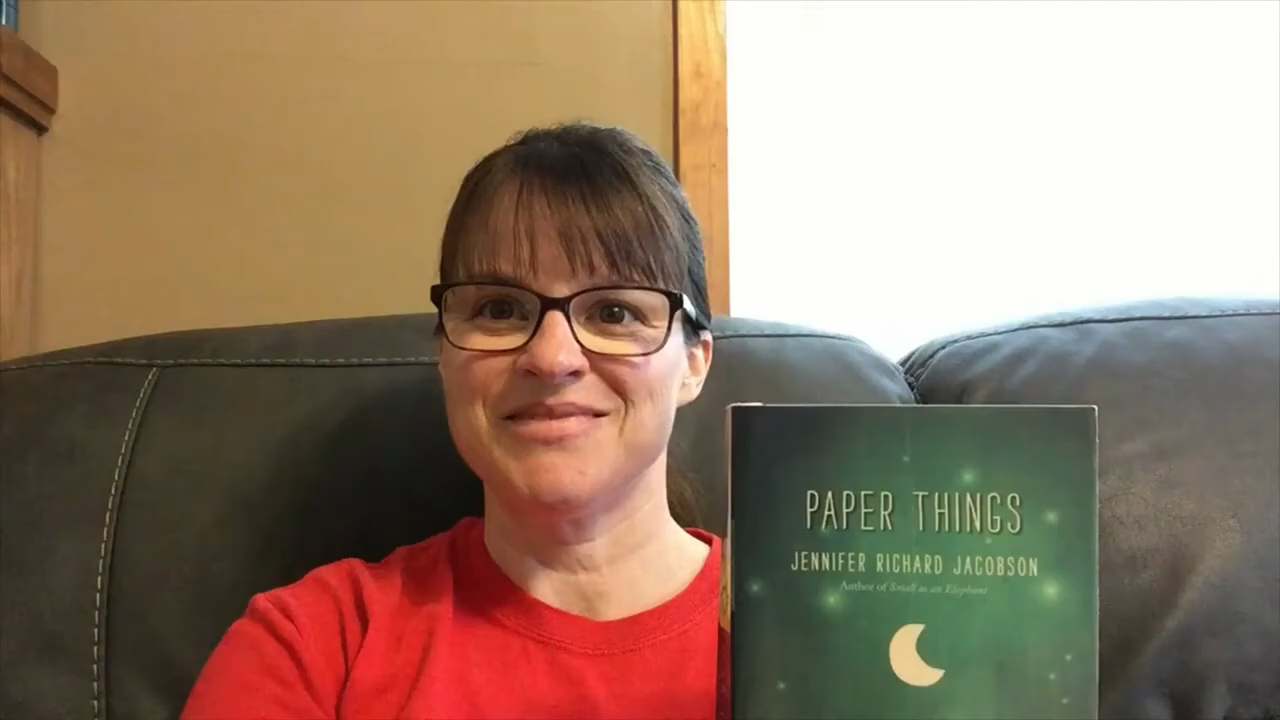 PAPER THINGS
JENNIFER RICHARD JACOBSON
Author of Small as an Elephant